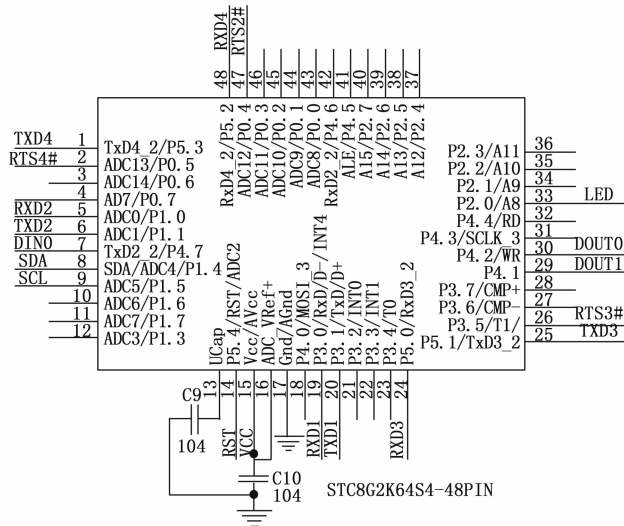 RXD4
RTS2#
48 47 46 45 44 43 42 41 40 39 38 37
RxD4_2/P5.2
ADC12/P0.4
ADC11/P0.3
ADC10/P0.2
ADC9/P0.1
ADC8/P0.0
RxD2_2/P4.6
ALE/P4.5
A15/P2.7
A14/P2.6
A13/P2.5
A12/P2.4
TXD4 1 TxD4_2/P5.3
RTS4# 2 ADC13/P0.5
3 ADC14/P0.6
4 AD7/P0.7
RXD2 5 ADC0/P1.0
TXD2 6 ADC1/P1.1
DIN0 7 TxD2_2/P4.7
SDA 8 SDA/ADC4/P1.4
SCL 9 ADC5/P1.5
10 ADC6/P1.6
11 ADC7/P1.7
12 ADC3/P1.3
P2.3/A11 36
P2.2/A10 35
P2.1/A9 34
P2.0/A8 33 LED
P4.4/RD 32
P4.3/SCLK_3 31
P4.2/WR 30 DOUT0
P4.1 29 DOUT1
P3.7/CMP+ 28
P3.6/CMP- 27
P3.5/T1/ 26 RTS3#
P5.1/TxD3_2 25 TXD3
UCap
P5.4/RST/ADC2
Vcc/AVcc
ADC_VRef+
Gnd/AGnd
P4.0/MOSI_3
P3.0/RxD/D-/INT4
P3.1/TxD/D+
P3.2/INT0
P3.3/INT1
P3.4/T0
P5.0/RxD3_2
13 14 15 16 17 18 19 20 21 22 23 24
RST
VCC
RXD1
TXD1
RXD3
C9
104
C10
104
STC8G2K64S4-48PIN